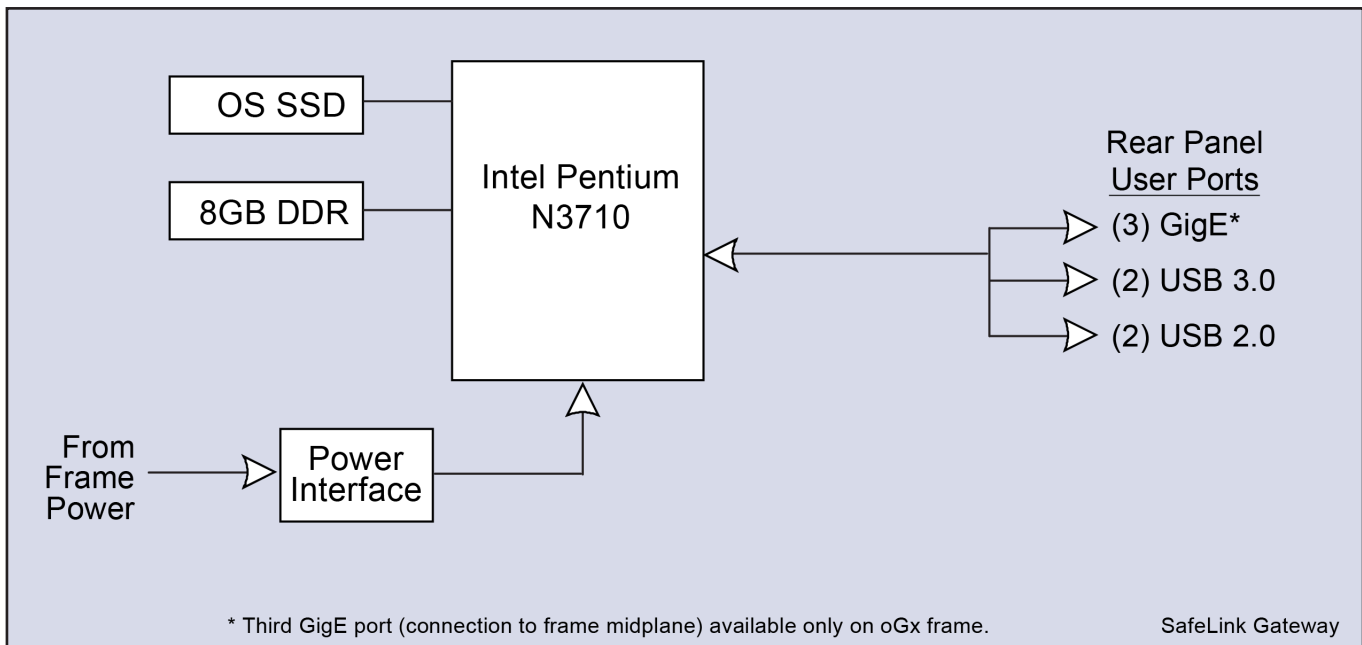 OS SSD
8GB DDR
Intel Pentium
N3710
Rear Panel
User Ports
(3) GigE*
(2) USB 3.0
(2) USB 2.0
From
Frame
Power
Power
Interface
* Third GigE port (connection to frame midplane) available only on oGx frame.
SafeLink Gateway